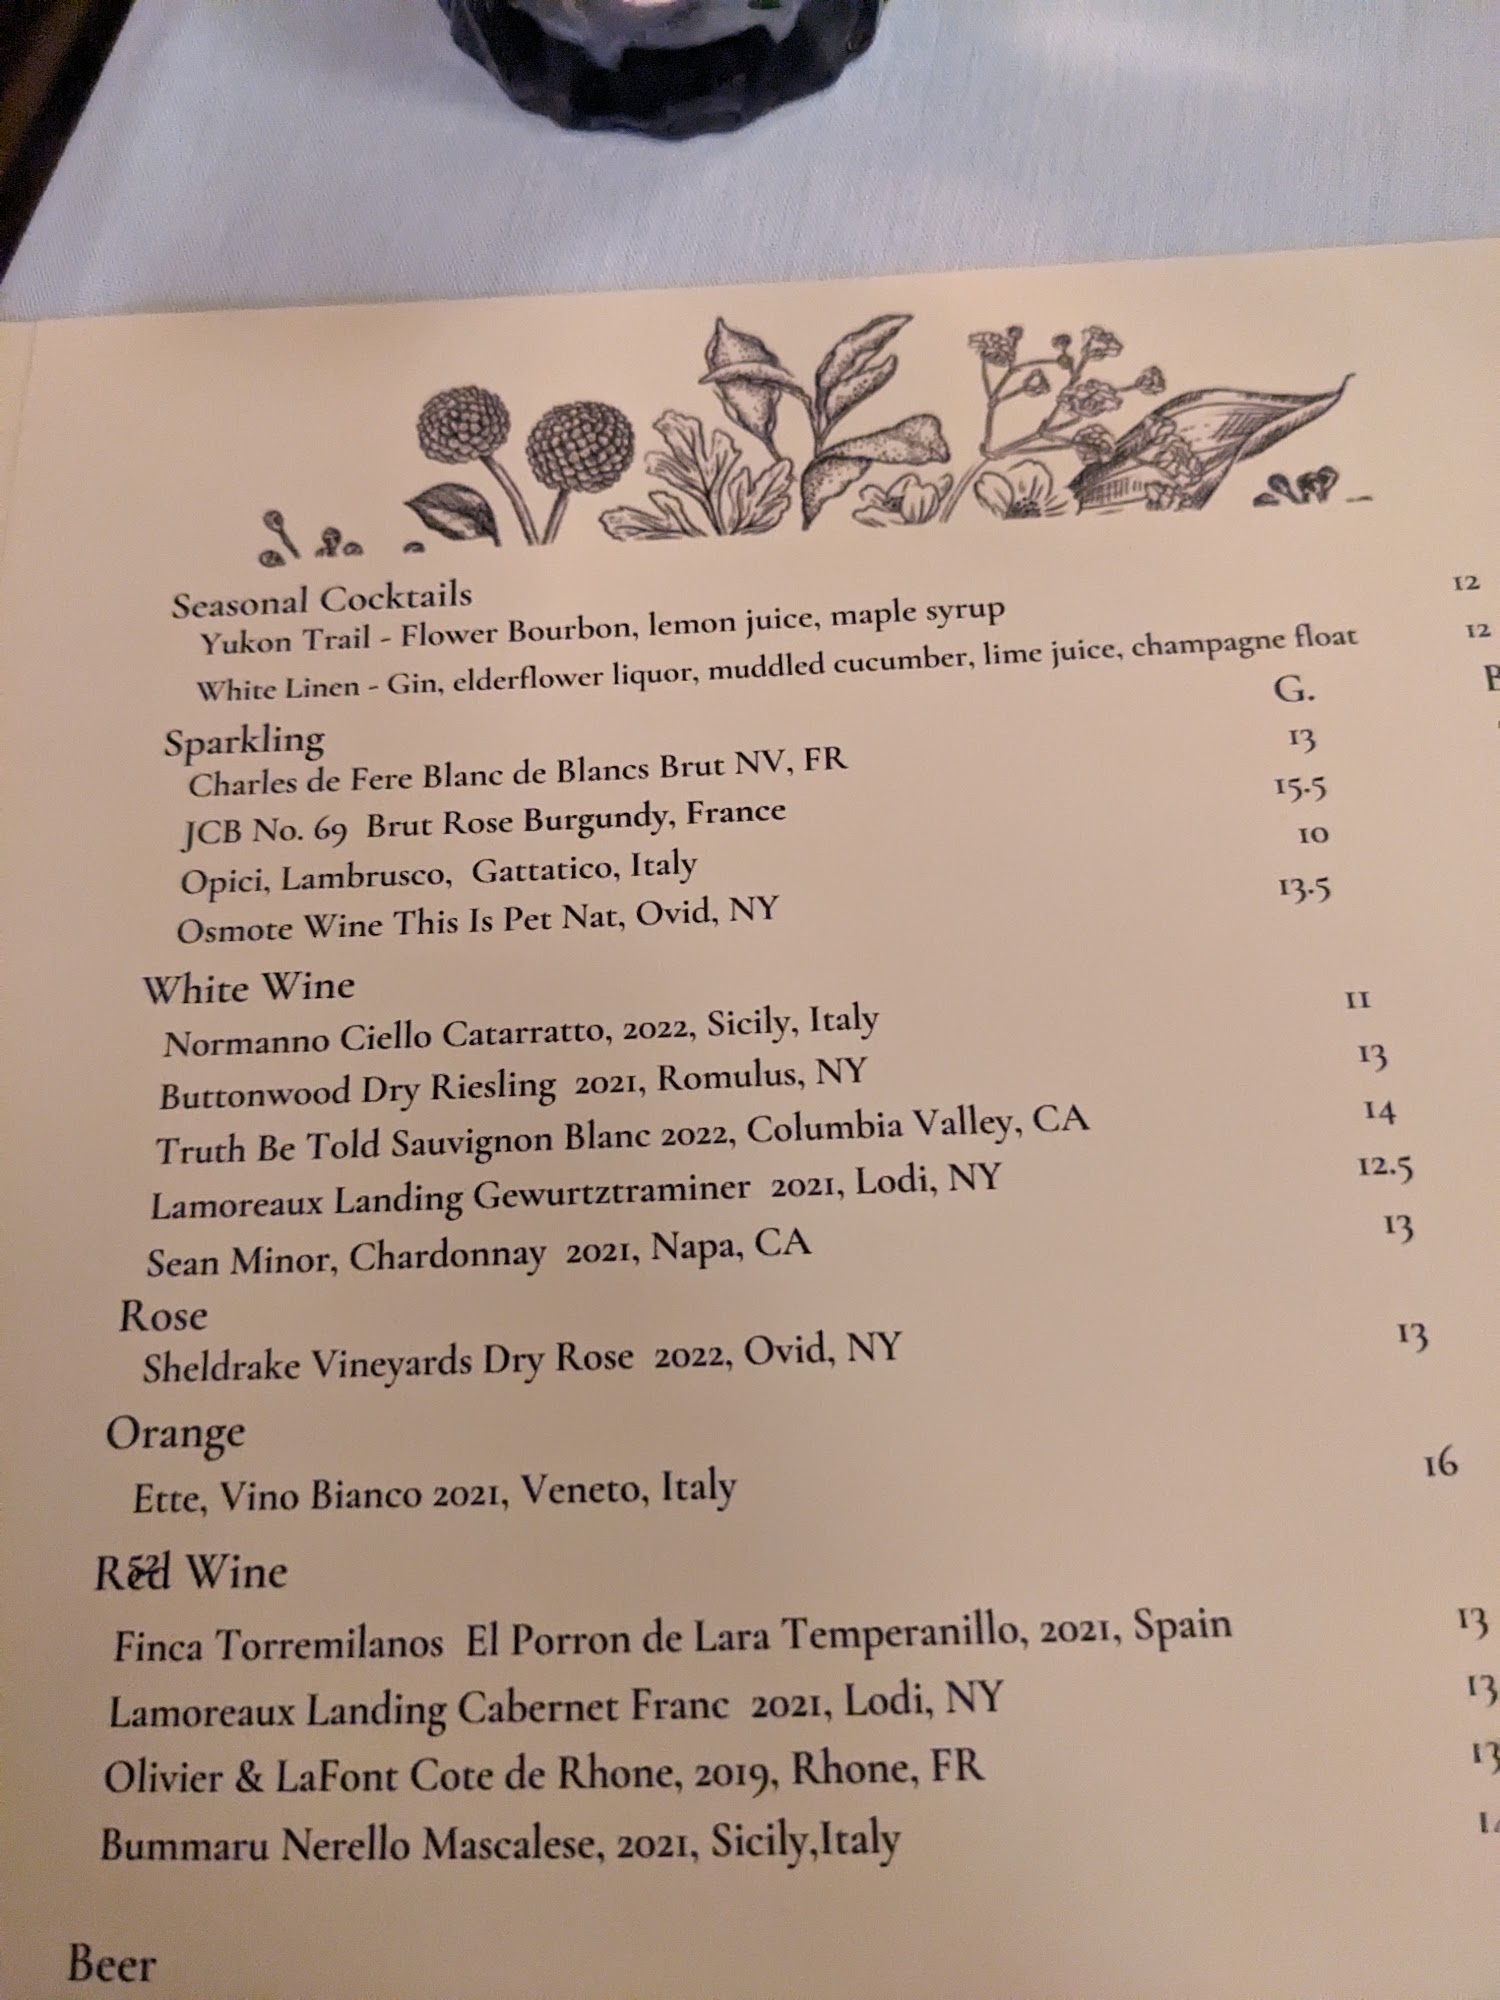 Seasonal Cocktails
Yukon Trail - Flower Bourbon, lemon juice, maple syrup 12
White Linen - Gin, elderflower liquor, muddled cucumber, lime juice, champagne float 12
G.
Sparkling
Charles de Fere Blanc de Blancs Brut NV, FR 13
JCB No. 69 Brut Rose Burgundy, France 15.5
Opici, Lambrusco, Gattatico, Italy 10
Osmote Wine This Is Pet Nat, Ovid, NY 13.5
White Wine
Normanno Ciello Catarratto, 2022, Sicily, Italy 11
Buttonwood Dry Riesling 2021, Romulus, NY 13
Truth Be Told Sauvignon Blanc 2022, Columbia Valley, CA 14
Lamoreaux Landing Gewurtztraminer 2021, Lodi, NY 12.5
Sean Minor, Chardonnay 2021, Napa, CA 13
Rose
Sheldrake Vineyards Dry Rose 2022, Ovid, NY 13
Orange
Ette, Vino Bianco 2021, Veneto, Italy 16
Red Wine
Finca Torremilanos El Porron de Lara Temperanillo, 2021, Spain 13
Lamoreaux Landing Cabernet Franc 2021, Lodi, NY 13
Olivier & LaFont Cote de Rhone, 2019, Rhone, FR 13
Bummaru Nerello Mascalese, 2021, Sicily,Italy
Beer